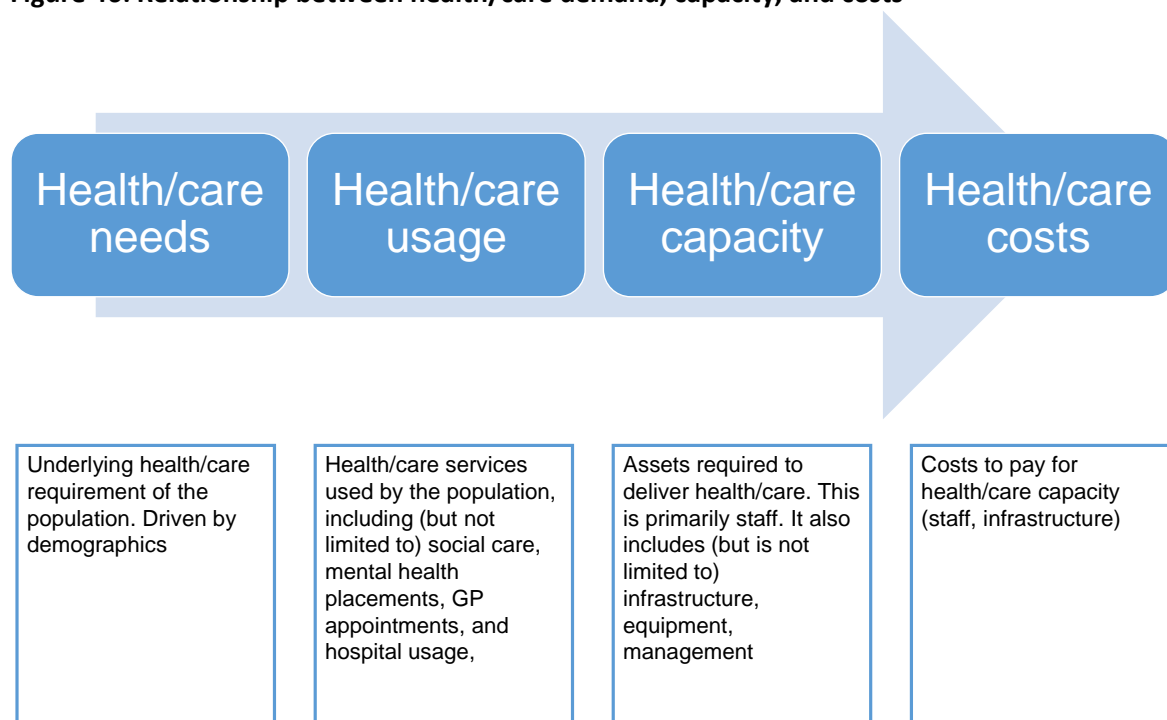 Figure Relationship between health/care demand, capacity, and costs
Health/care
needs
Health/care
usage
Health/care
capacity
Health/care
costs
Underlying health/care
requirement of the
population. Driven by
demographics
Health/care services
used by the population,
including (but not
limited to) social care,
mental health
placements, GP
appointments, and
hospital usage,
Assets required to
deliver health/care. This
is primarily staff. It also
includes (but is not
limited to)
infrastructure,
equipment,
management
Costs to pay for
health/care capacity
(staff, infrastructure)